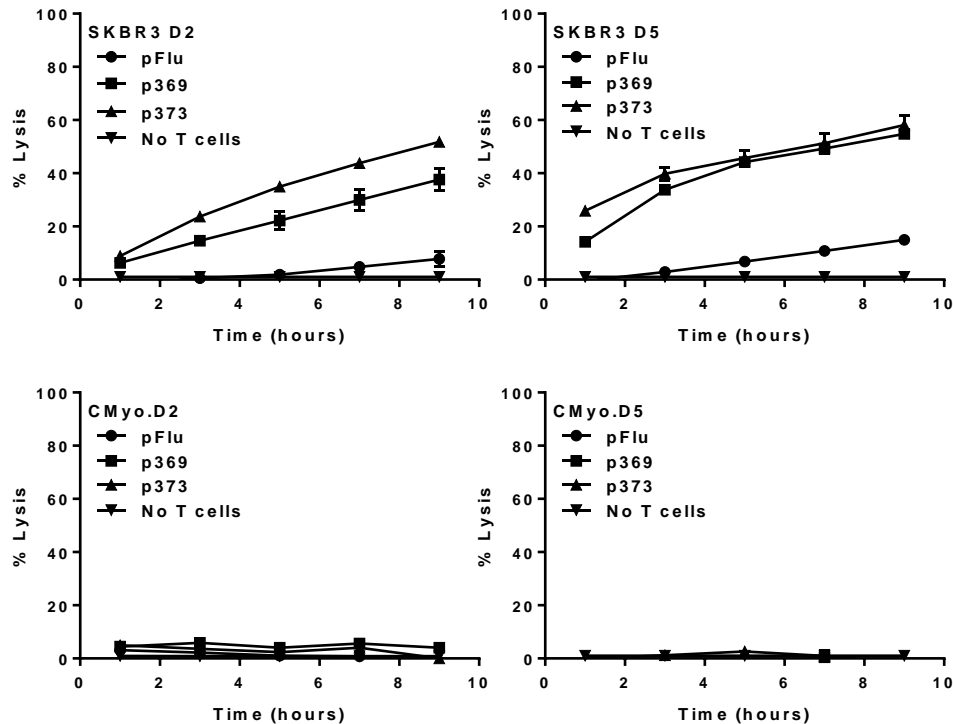 SKBR3 D2
pFlu
p369
p373
No T cells
% Lysis
100
80
60
40
20
0
0 2 4 6 8 10
Time (hours)
SKBR3 D5
pFlu
p369
p373
No T cells
% Lysis
100
80
60
40
20
0
0 2 4 6 8 10
Time (hours)
CMyo.D2
pFlu
p369
p373
No T cells
% Lysis
100
80
60
40
20
0
0 2 4 6 8 10
Time (hours)
CMyo.D5
pFlu
p369
p373
No T cells
% Lysis
100
80
60
40
20
0
0 2 4 6 8 10
Time (hours)